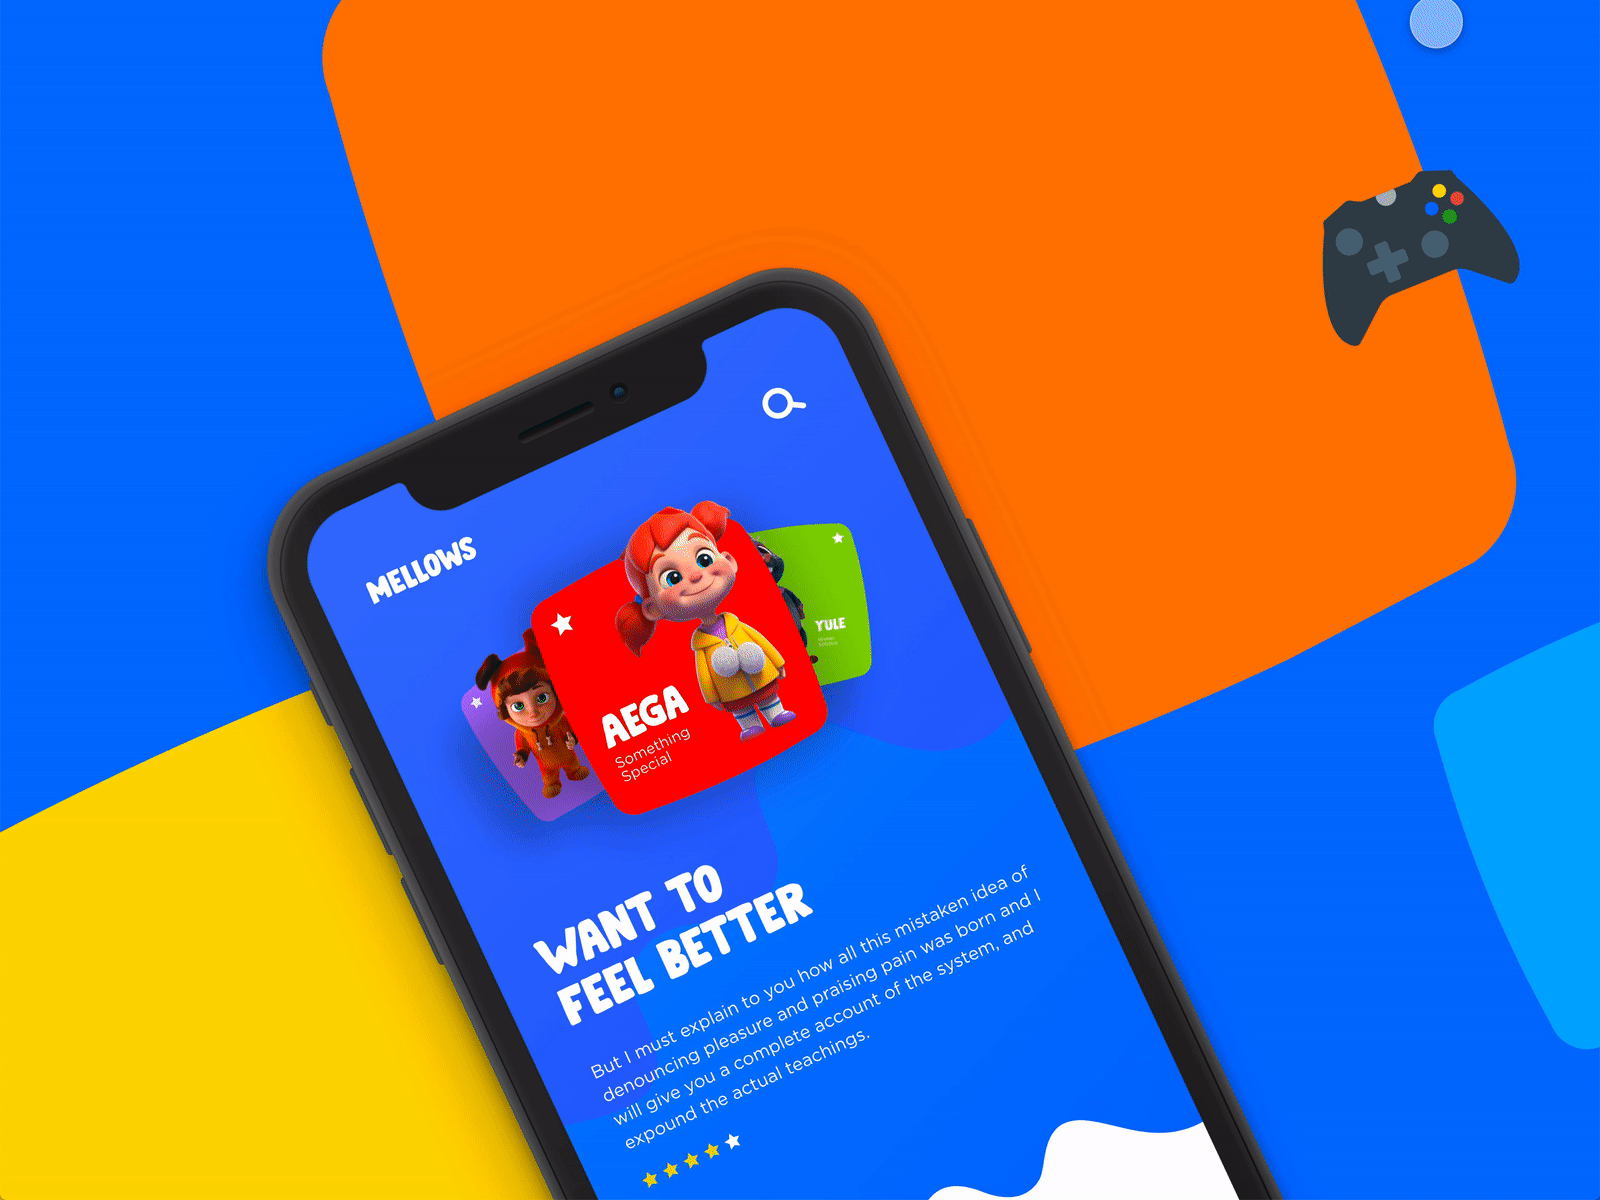 MELLOWS
AEGA
Something
Special
YULE
WANT TO
FEEL BETTER
But I must explain to you how all this mistaken idea of
denouncing pleasure and praising pain was born and I
will give you a complete account of the system, and
expound the actual teachings.